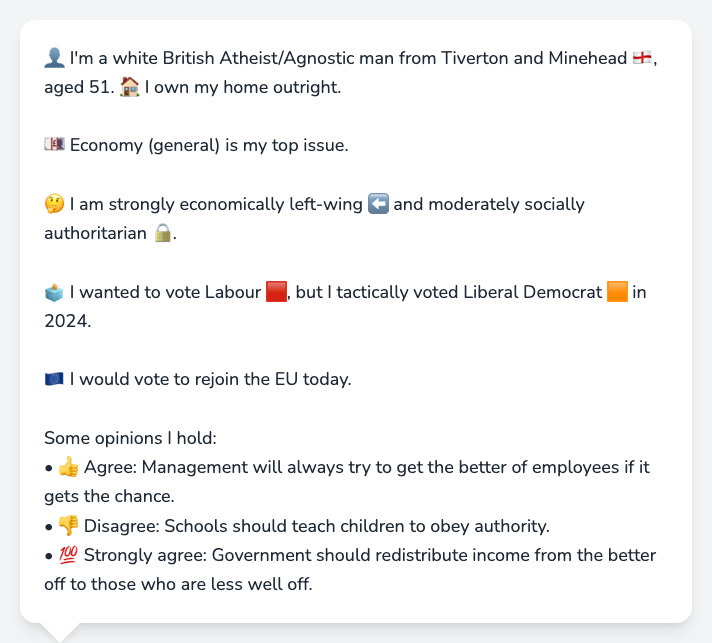 👤 I'm a white British Atheist/Agnostic man from Tiverton and Minehead 🏴󠁧󠁢󠁥󠁮󠁧󠁿,
aged 51. 🏠 I own my home outright.
💷 Economy (general) is my top issue.
🤔 I am strongly economically left-wing ⬅️ and moderately socially
authoritarian 🔒.
🗳️ I wanted to vote Labour 🟥, but I tactically voted Liberal Democrat 🟧 in
2024.
🇪🇺 I would vote to rejoin the EU today.
Some opinions I hold:
• 👍 Agree: Management will always try to get the better of employees if it
gets the chance.
• 👎 Disagree: Schools should teach children to obey authority.
• 💯 Strongly agree: Government should redistribute income from the better
off to those who are less well off.